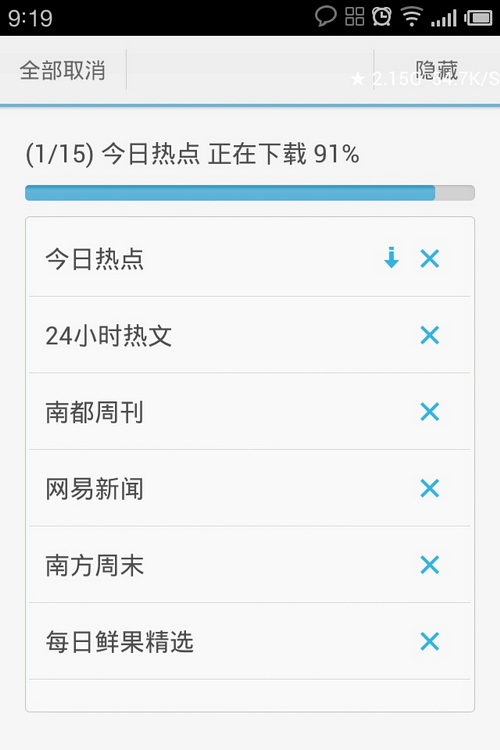 9:19
全部取消
隐藏
(1/15) 今日热点 正在下载 91%
今日热点
24小时热文
南都周刊
网易新闻
南方周末
每日鲜果精选